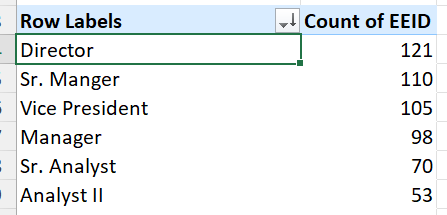 Row Labels Count of EEID
Director 121
Sr. Manger 110
Vice President 105
Manager 98
Sr. Analyst 70
Analyst II 53